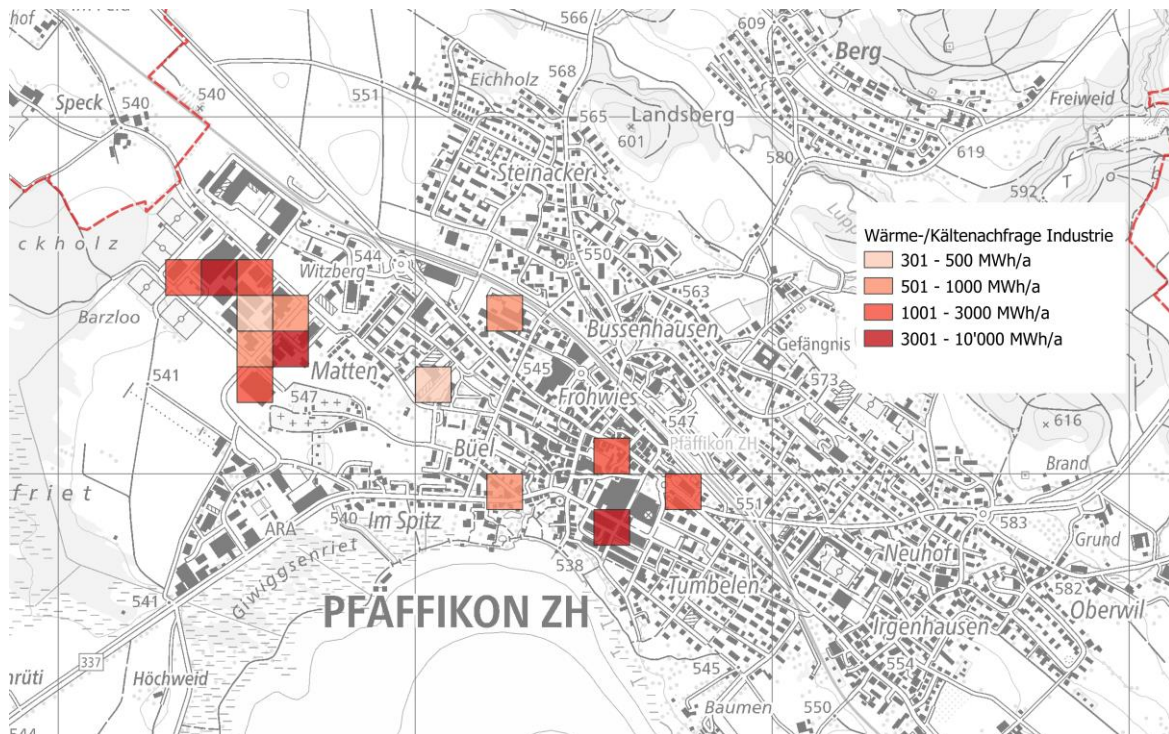 566
609
Berg
Eichholz
568
Speck
540
540
551
Landsberg
565
601
Freiweid
619
580
Steinacker
592
T o b
ckholz
Lupp
Wärme-/Kältenachfrage Industrie
301 - 500 MWh/a
501 - 1000 MWh/a
1001 - 3000 MWh/a
3001 - 10'000 MWh/a
Witzberg
544
550
563
Barzloo
Bussenhausen
Gefängnis
541
Matten
545
573
547
Frohwies
547
616
Büel
Pfäffikon ZH
Brand
friet
ARA
540
Im Spitz
551
583
Grund
Giwiggsenriet
538
Neuhof
582
541
PFÄFFIKON ZH
Tumbelen
Oberwil
Irgenhausen
337
554
nrüti
Höchweid
545
Baumen
550
544